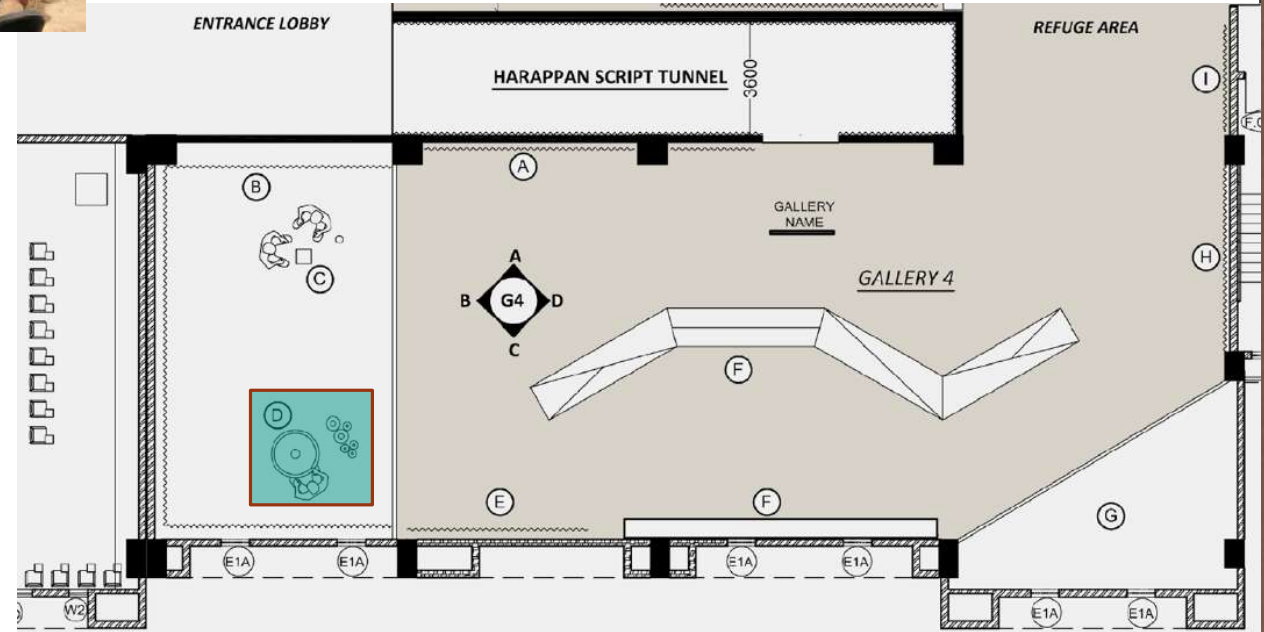 ENTRANCE LOBBY
REFUGE AREA
HARAPPAN SCRIPT TUNNEL
3600
I
A
B
GALLERY
NAME
H
C
A
B G4 D
C
GALLERY 4
F
D
E
F
G
E1A
E1A
E1A
E1A
W2
E1A
E1A